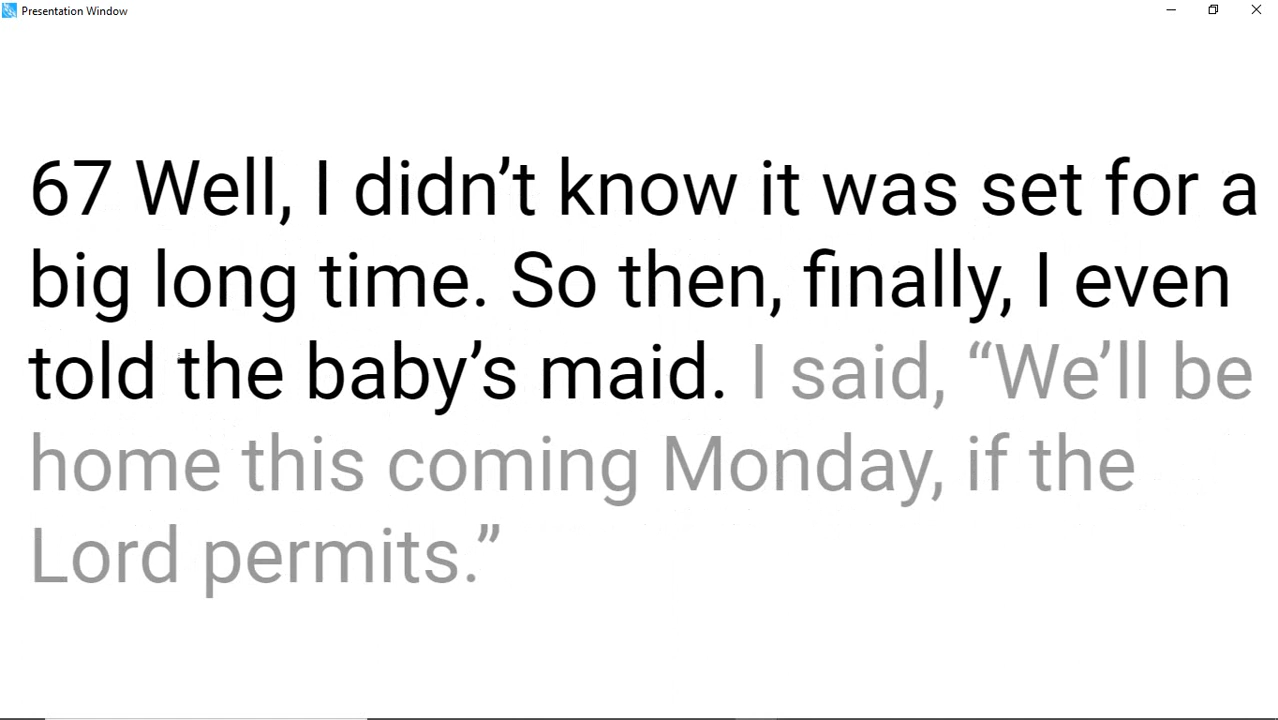 Presentation Window
67 Well, I didn’t know it was set for a
big long time. So then, finally, I even
told the baby’s maid. I said, “We’ll be
home this coming Monday, if the
Lord permits.”